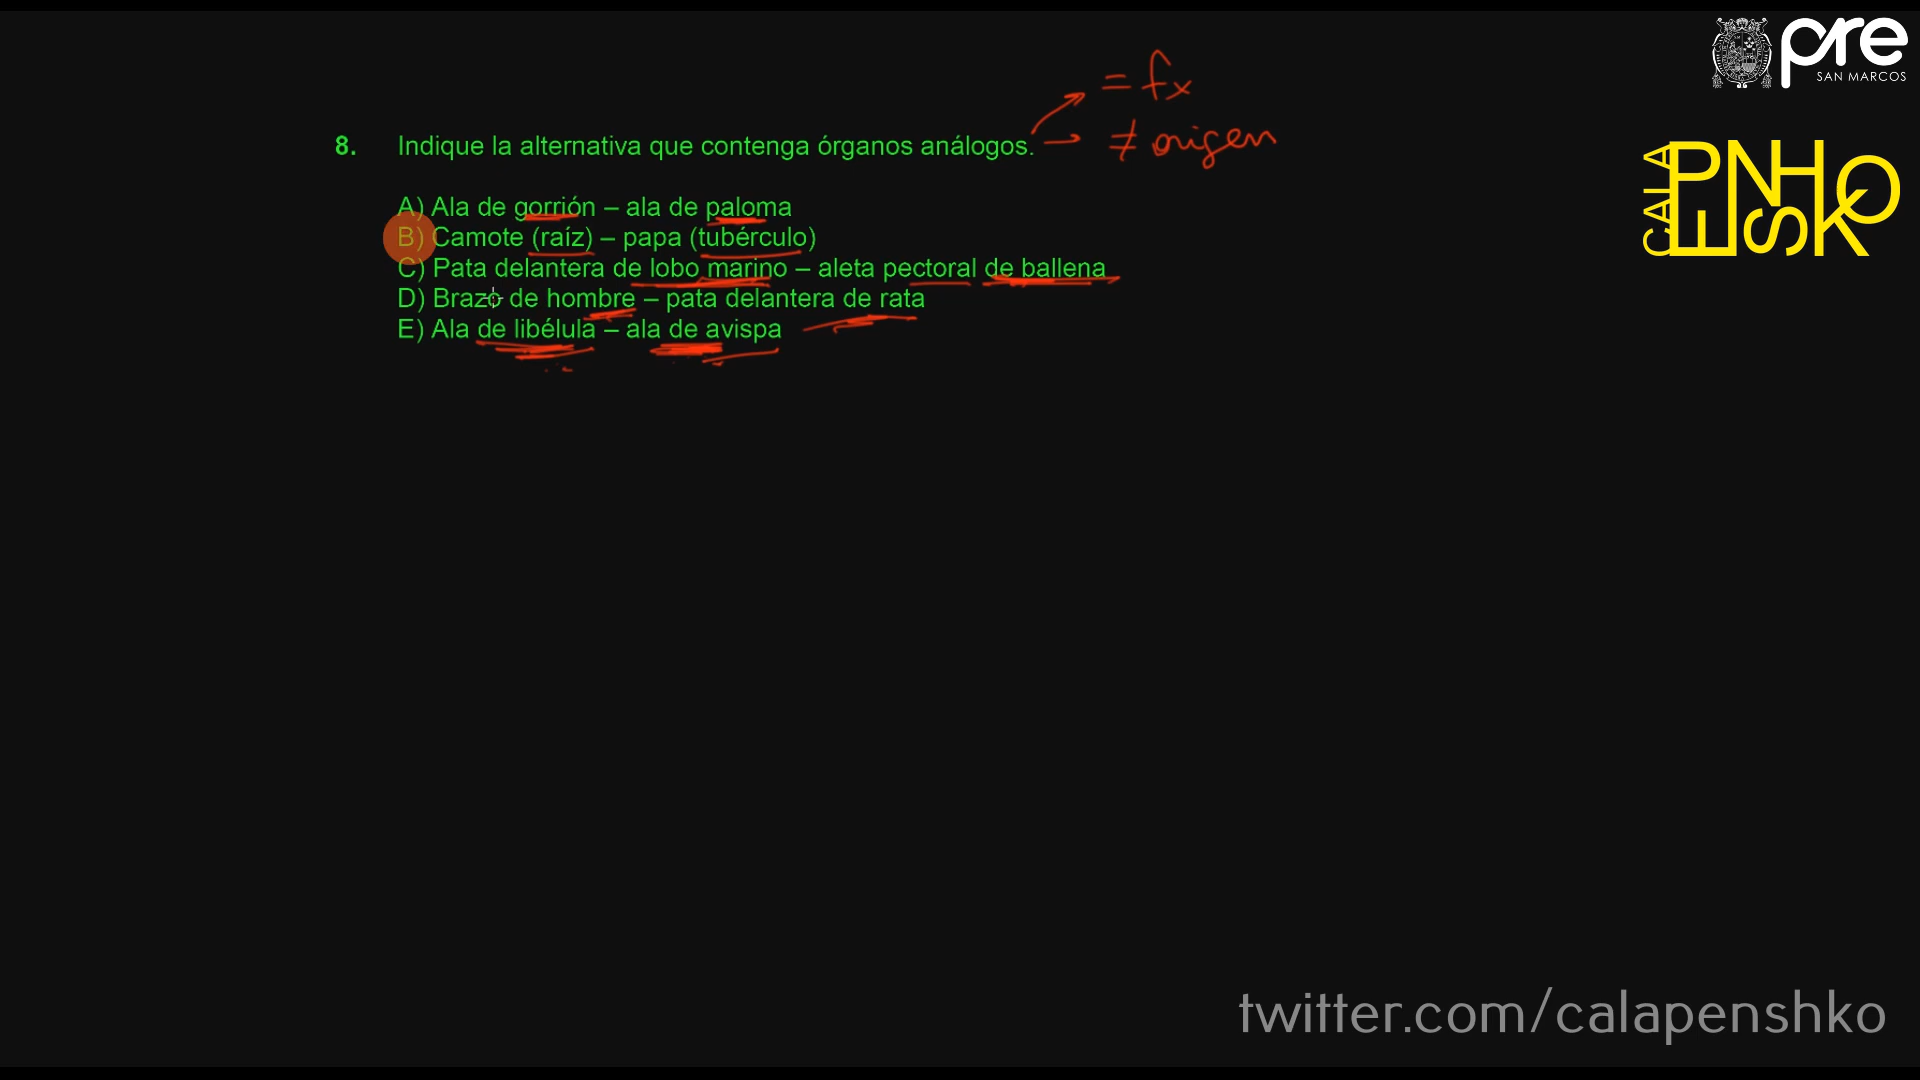 pre
SAN MARCOS
= fx
≠ origen
8. Indique la alternativa que contenga órganos análogos.
CALA
PENSHKO
A) Ala de gorrión – ala de paloma
B) Camote (raíz) – papa (tubérculo)
C) Pata delantera de lobo marino – aleta pectoral de ballena
D) Brazo de hombre – pata delantera de rata
E) Ala de libélula – ala de avispa
twitter.com/calapenshko